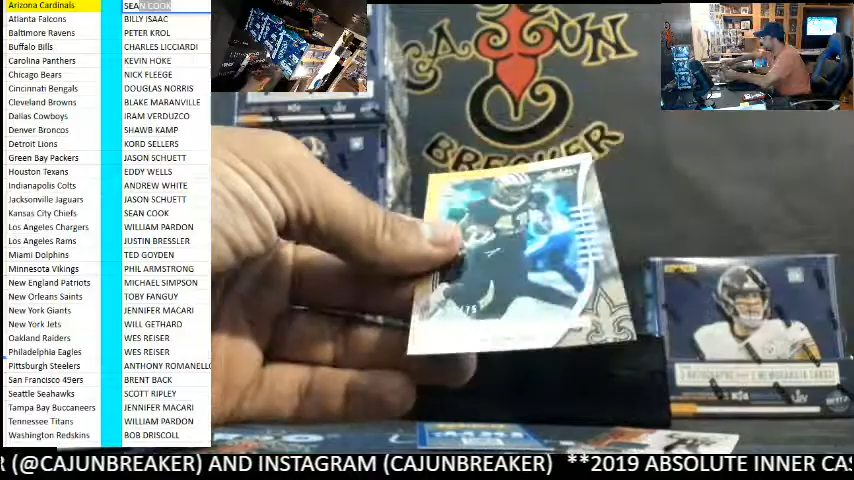 Arizona Cardinals SEAN COOK
Atlanta Falcons BILLY ISAAC
Baltimore Ravens PETER KROL
Buffalo Bills CHARLES LICCIARDI
Carolina Panthers KEVIN HOKE
Chicago Bears NICK FLEEGE
Cincinnati Bengals DOUGLAS NORRIS
Cleveland Browns BLAKE MARANVILLE
Dallas Cowboys IRAM VERDUZCO
Denver Broncos SHAWB KAMP
Detroit Lions KORD SELLERS
Green Bay Packers JASON SCHUETT
Houston Texans EDDY WELLS
Indianapolis Colts ANDREW WHITE
Jacksonville Jaguars JASON SCHUETT
Kansas City Chiefs SEAN COOK
Los Angeles Chargers WILLIAM PARDON
Los Angeles Rams JUSTIN BRESSLER
Miami Dolphins TED GOYDEN
Minnesota Vikings PHIL ARMSTRONG
New England Patriots MICHAEL SIMPSON
New Orleans Saints TOBY FANGUY
New York Giants JENNIFER MACARI
New York Jets WILL GETHARD
Oakland Raiders WES REISER
Philadelphia Eagles WES REISER
Pittsburgh Steelers ANTHONY ROMANELLO
San Francisco 49ers BRENT BACK
Seattle Seahawks SCOTT RIPLEY
Tampa Bay Buccaneers JENNIFER MACARI
Tennessee Titans WILLIAM PARDON
Washington Redskins BOB DRISCOLL
CAJUN
BREAKER
R (@CAJUNBREAKER) AND INSTAGRAM (CAJUNBREAKER) **2019 ABSOLUTE INNER CAS